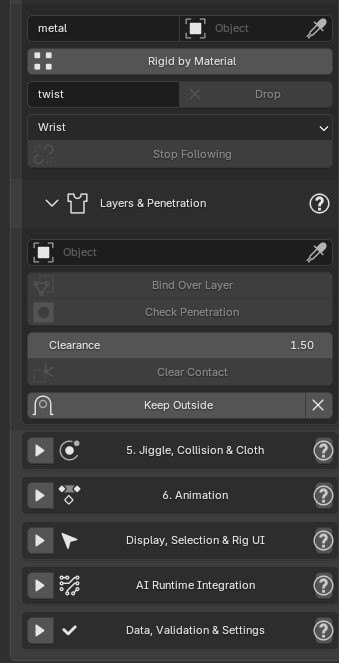 metal
Object
Rigid by Material
twist
Drop
Wrist
Stop Following
Layers & Penetration
?
Object
Bind Over Layer
Check Penetration
Clearance 1.50
Clear Contact
Keep Outside
5. Jiggle, Collision & Cloth
?
6. Animation
?
Display, Selection & Rig UI
?
AI Runtime Integration
?
Data, Validation & Settings
?